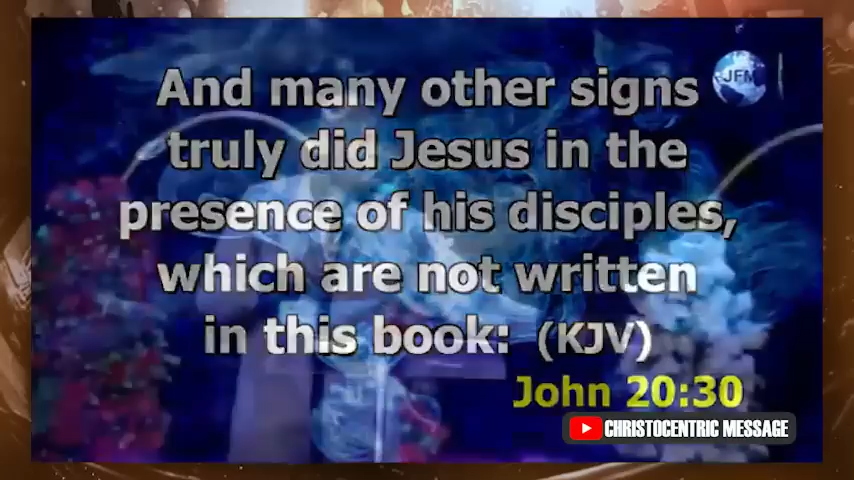 JFM
And many other signs
truly did Jesus in the
presence of his disciples,
which are not written
in this book: (KJV)
John 20:30
CHRISTOCENTRIC MESSAGE